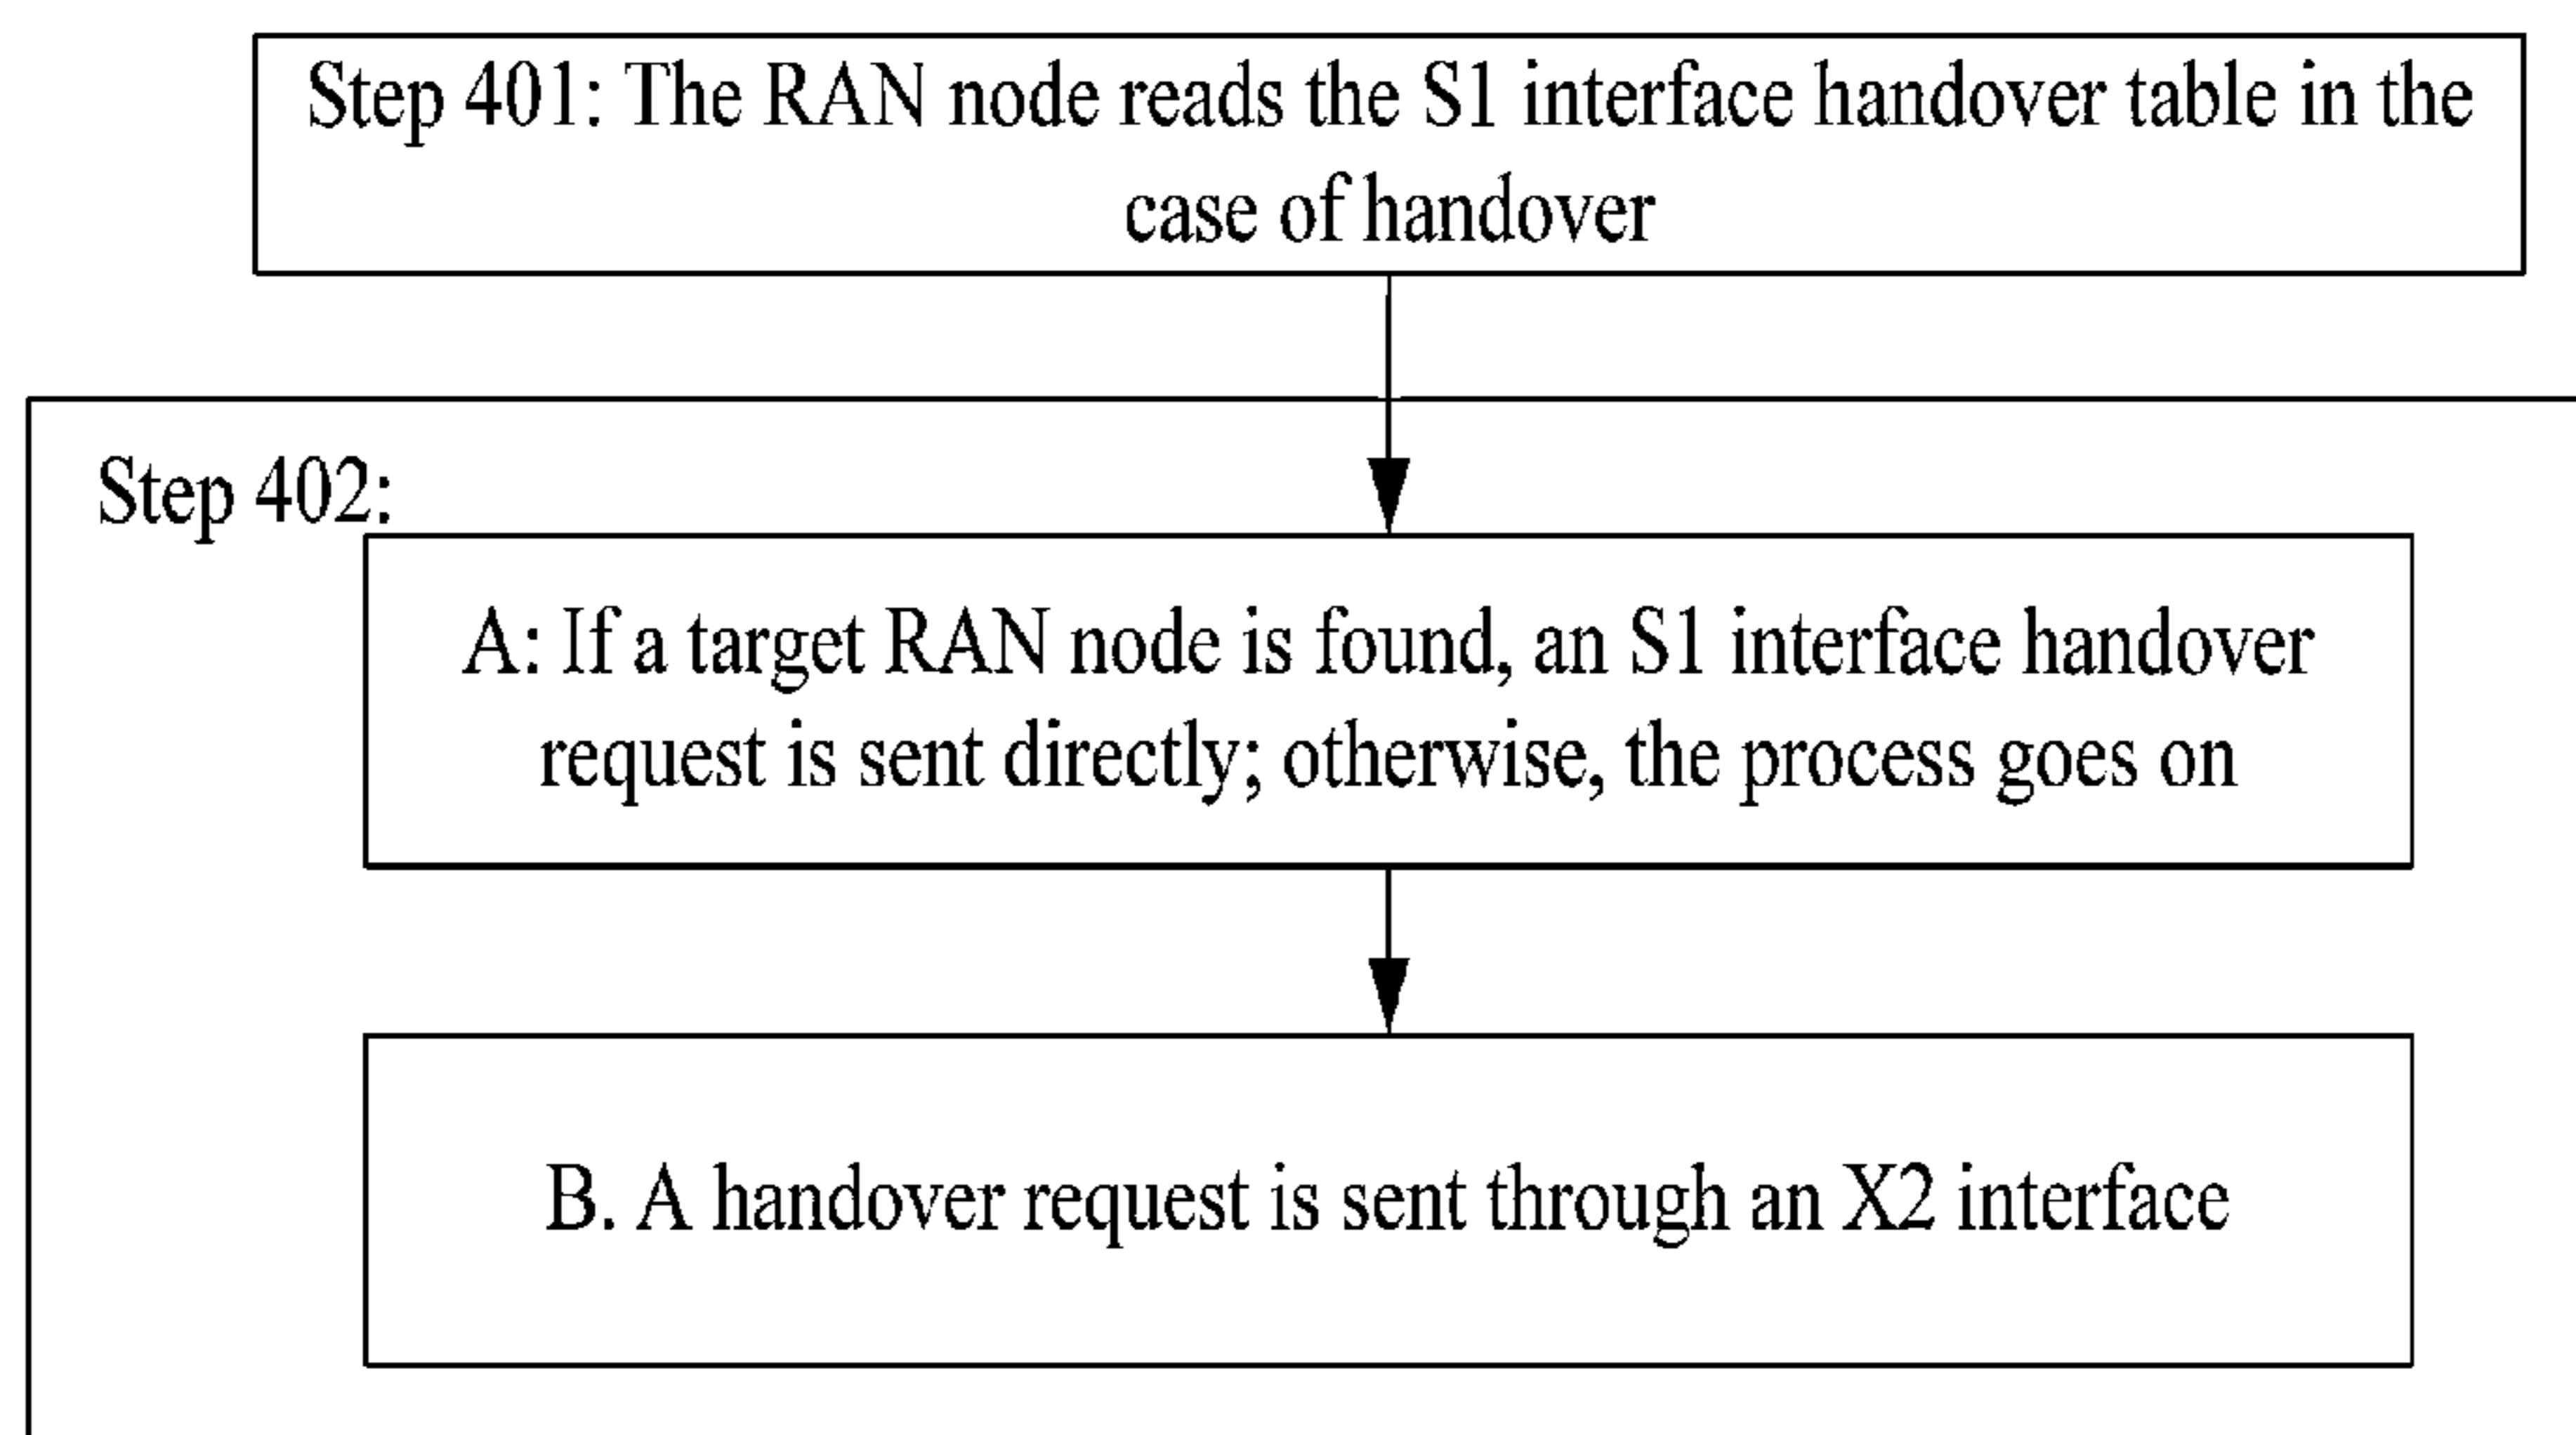 Step 401: The RAN node reads the S1 interface handover table in the
case of handover
Step 402:
A: If a target RAN node is found, an S1 interface handover
request is sent directly; otherwise, the process goes on
B. A handover request is sent through an X2 interface